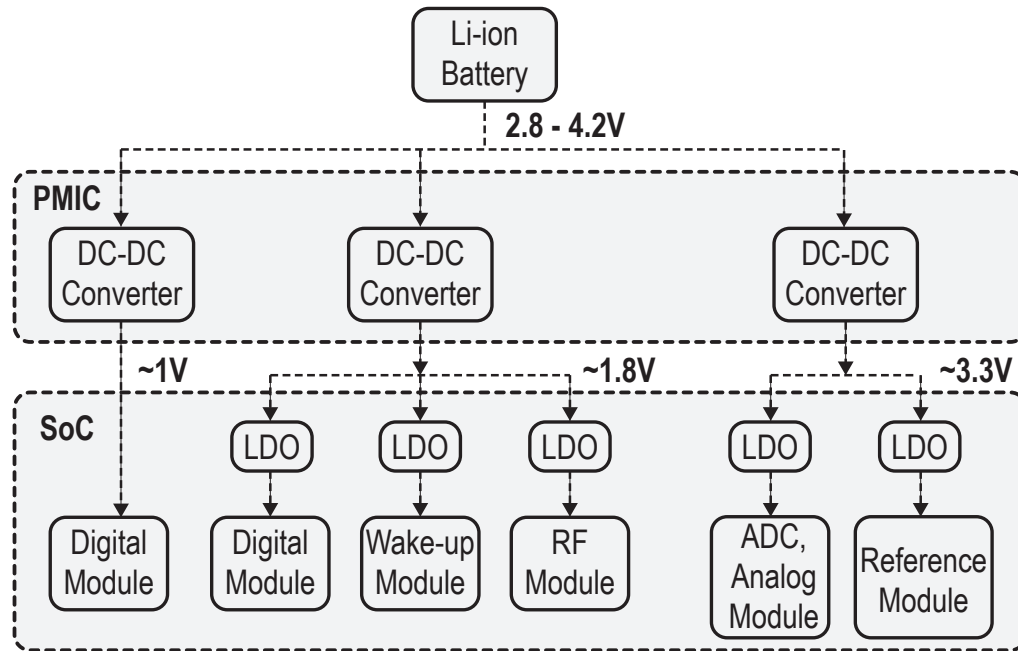 Li-ion
Battery
2.8 - 4.2V
PMIC
DC-DC
Converter
DC-DC
Converter
DC-DC
Converter
~1V
~1.8V
~3.3V
SoC
LDO
LDO
LDO
LDO
LDO
Digital
Module
Digital
Module
Wake-up
Module
RF
Module
ADC,
Analog
Module
Reference
Module